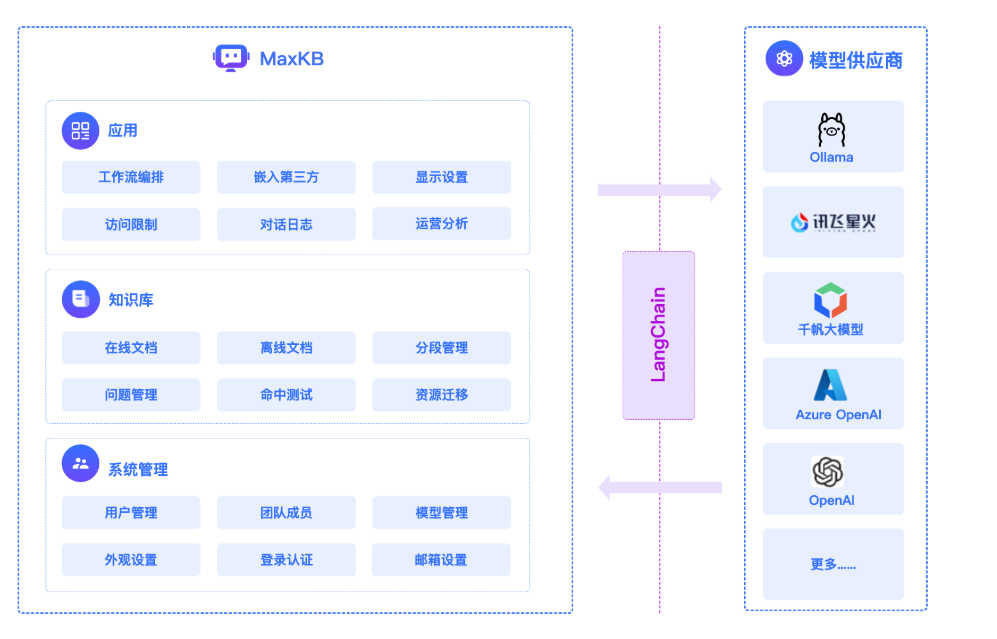 MaxKB
应用
工作流编排
嵌入第三方
显示设置
访问限制
对话日志
运营分析
知识库
在线文档
离线文档
分段管理
问题管理
命中测试
资源迁移
系统管理
用户管理
团队成员
模型管理
外观设置
登录认证
邮箱设置
LangChain
模型供应商
Ollama
讯飞星火
千帆大模型
Azure OpenAI
OpenAI
更多......